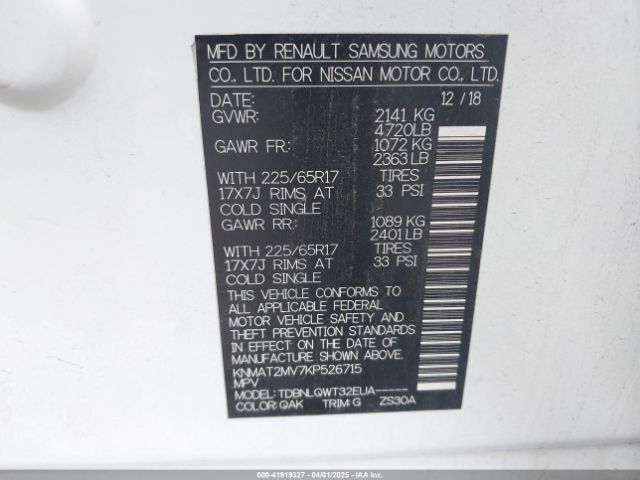 MFD BY RENAULT SAMSUNG MOTORS
CO., LTD. FOR NISSAN MOTOR CO., LTD.
DATE: 12 / 18
GVWR: 2141 KG
4720LB
GAWR FR: 1072 KG
2363 LB
WITH 225/65R17 TIRES
17X7J RIMS AT 33 PSI
COLD SINGLE
GAWR RR: 1089 KG
2401 LB
WITH 225/65R17 TIRES
17X7J RIMS AT 33 PSI
COLD SINGLE
THIS VEHICLE CONFORMS TO
ALL APPLICABLE FEDERAL
MOTOR VEHICLE SAFETY AND
THEFT PREVENTION STANDARDS
IN EFFECT ON THE DATE OF
MANUFACTURE SHOWN ABOVE.
KNMAT2MV7KP526715
MPV
MODEL: TDBNLQWT32EUA-----
COLOR: QAK TRIM: G ZS30A
000-41919327 - 04/01/2025 - IAA Inc.